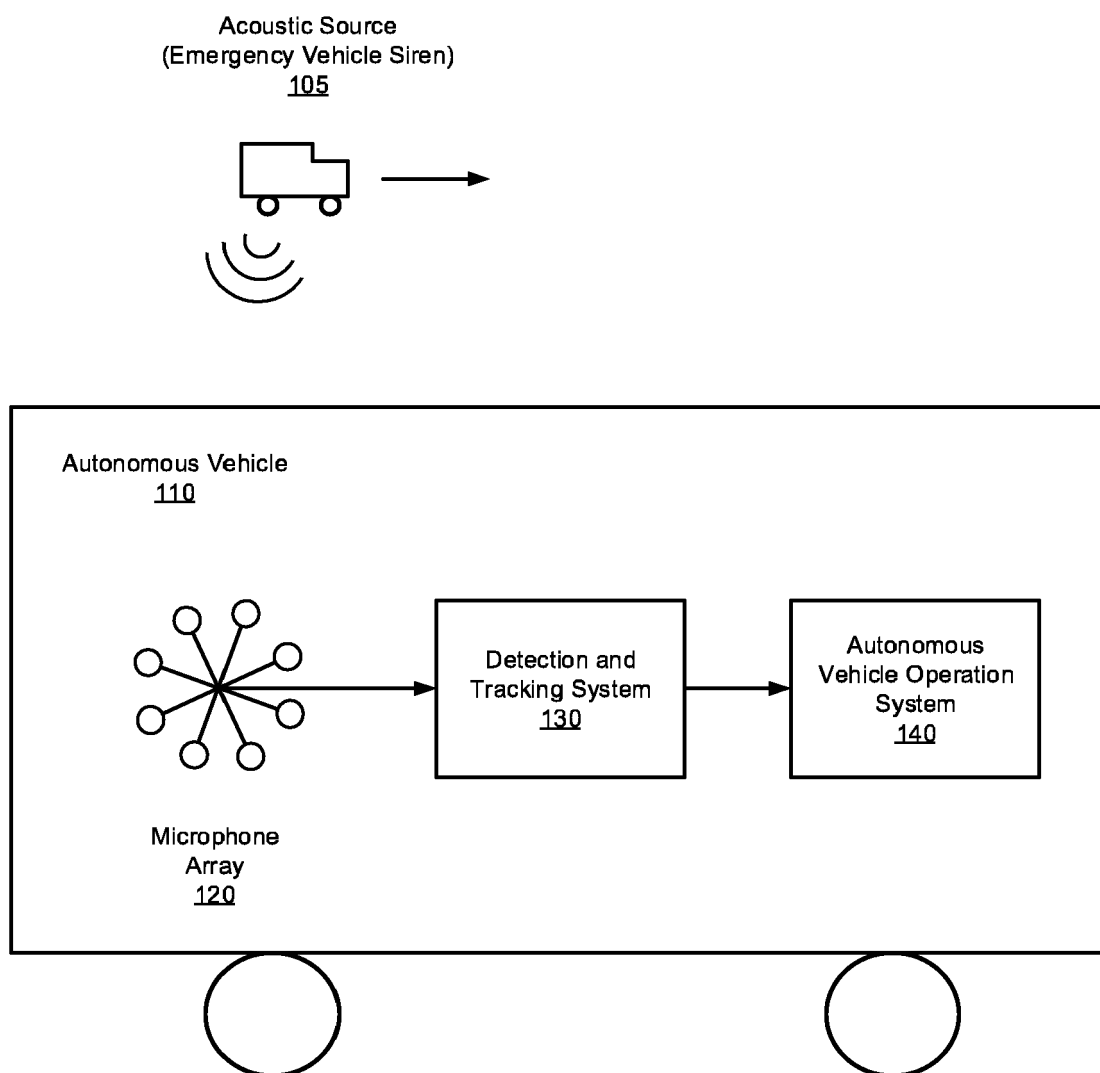 Acoustic Source
(Emergency Vehicle Siren)
105
Autonomous Vehicle
110
Detection and
Tracking System
130
Autonomous
Vehicle Operation
System
140
Microphone
Array
120